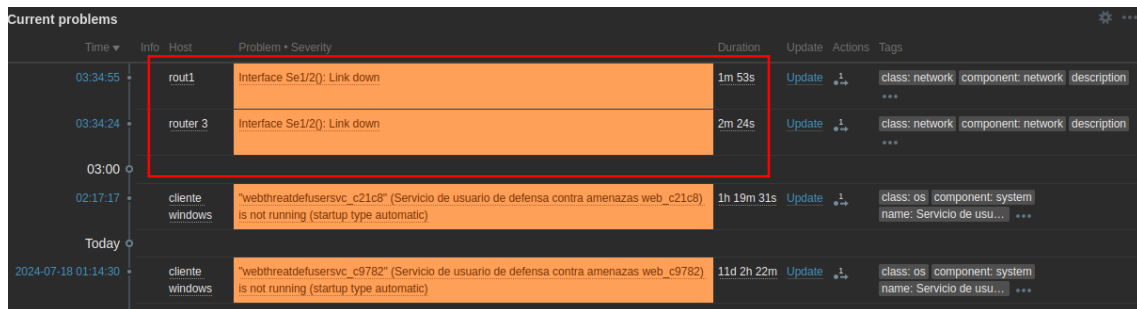 Current problems
Time ▼ Info Host Problem • Severity Duration Update Actions Tags
03:34:55 rout1 Interface Se1/2(): Link down 1m 53s Update 1 class: network component: network description
•••
03:34:24 router 3 Interface Se1/2(): Link down 2m 24s Update 1 class: network component: network description
•••
03:00
02:17:17 cliente windows "webthreatdefusersvc_c21c8" (Servicio de usuario de defensa contra amenazas web_c21c8) 1h 19m 31s Update 1 class: os component: system
is not running (startup type automatic) name: Servicio de usu... •••
Today
2024-07-18 01:14:30 cliente windows "webthreatdefusersvc_c9782" (Servicio de usuario de defensa contra amenazas web_c9782) 11d 2h 22m Update 1 class: os component: system
is not running (startup type automatic) name: Servicio de usu... •••